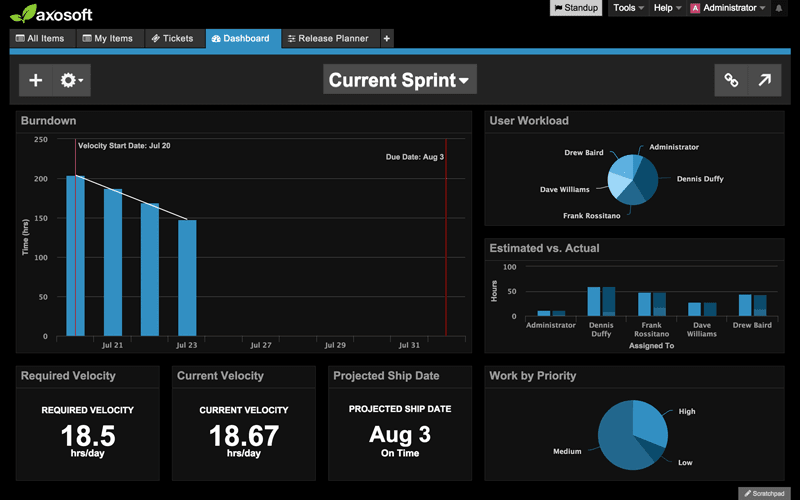 axosoft
Standup
Tools
Help
A Administrator
All Items
My Items
Tickets
Dashboard
Release Planner
+
Current Sprint
Burndown
250
200
150
100
50
0
Time (hrs)
Velocity Start Date: Jul 20
Due Date: Aug 3
Jul 21
Jul 23
Jul 27
Jul 29
Jul 31
User Workload
Drew Baird
Administrator
Dennis Duffy
Dave Williams
Frank Rossitano
Estimated vs. Actual
100
50
0
Hours
Administrator
Dennis
Duffy
Frank
Rossitano
Dave
Williams
Drew Baird
Assigned To
Required Velocity
REQUIRED VELOCITY
18.5
hrs/day
Current Velocity
CURRENT VELOCITY
18.67
hrs/day
Projected Ship Date
PROJECTED SHIP DATE
Aug 3
On Time
Work by Priority
High
Medium
Low
Scratchpad